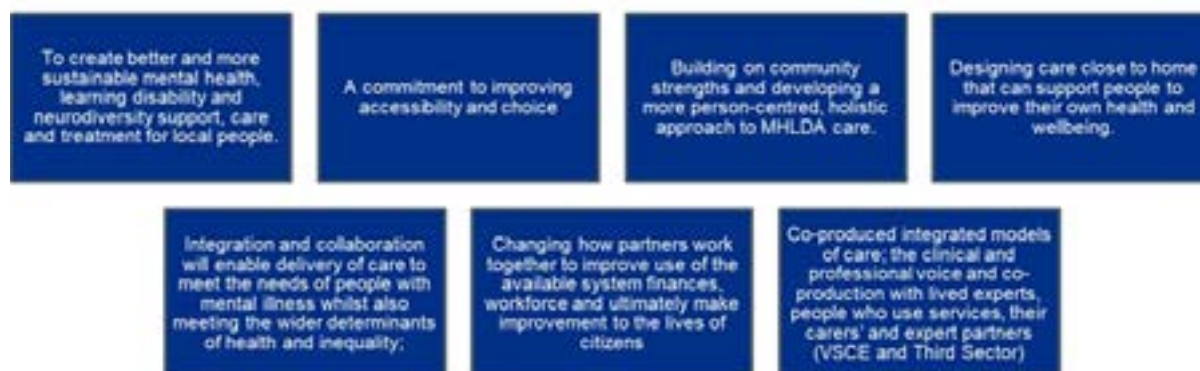 To create better and more
sustainable mental health,
learning disability and
neurodiversity support, care
and treatment for local people.
A commitment to improving
accessibility and choice
Building on community
strengths and developing a
more person-centred, holistic
approach to MHLDA care.
Designing care close to home
that can support people to
improve their own health and
wellbeing.
Integration and collaboration
will enable delivery of care to
meet the needs of people with
mental illness whilst also
meeting the wider determinants
of health and inequality;
Changing how partners work
together to improve use of the
available system finances,
workforce and ultimately make
improvement to the lives of
citizens
Co-produced integrated models
of care; the clinical and
professional voice and co-
production with lived experts,
people who use services, their
carers' and expert partners
(VSCE and Third Sector)